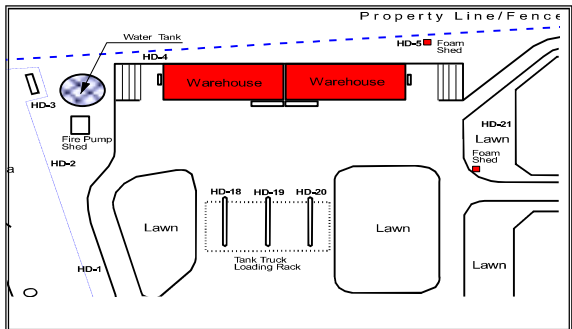 Property Line/Fence
HD-5
Foam
Shed
Water Tank
HD-4
Warehouse
Warehouse
HD-3
HD-21
Lawn
Fire Pump
Shed
HD-2
Foam
Shed
a
HD-18
HD-19
HD-20
Lawn
Lawn
Tank Truck
Loading Rack
HD-1
Lawn